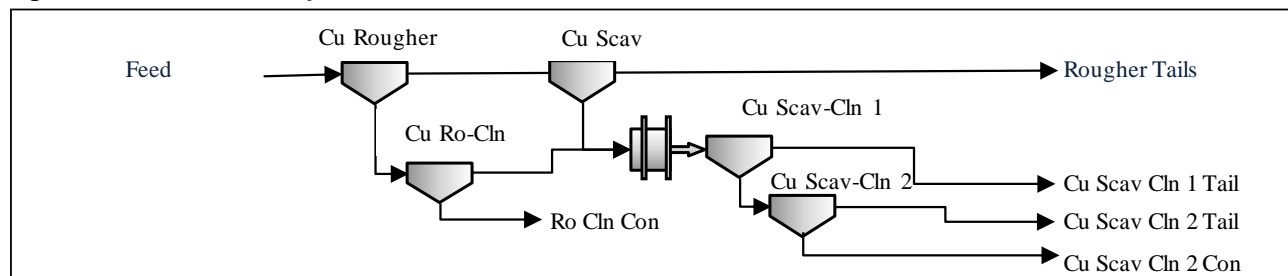 Cu Rougher
Cu Scav
Feed
Rougher Tails
Cu Scav-Cln 1
Cu Ro-Cln
Cu Scav-Cln 2
Cu Scav Cln 1 Tail
Ro Cln Con
Cu Scav Cln 2 Tail
Cu Scav Cln 2 Con